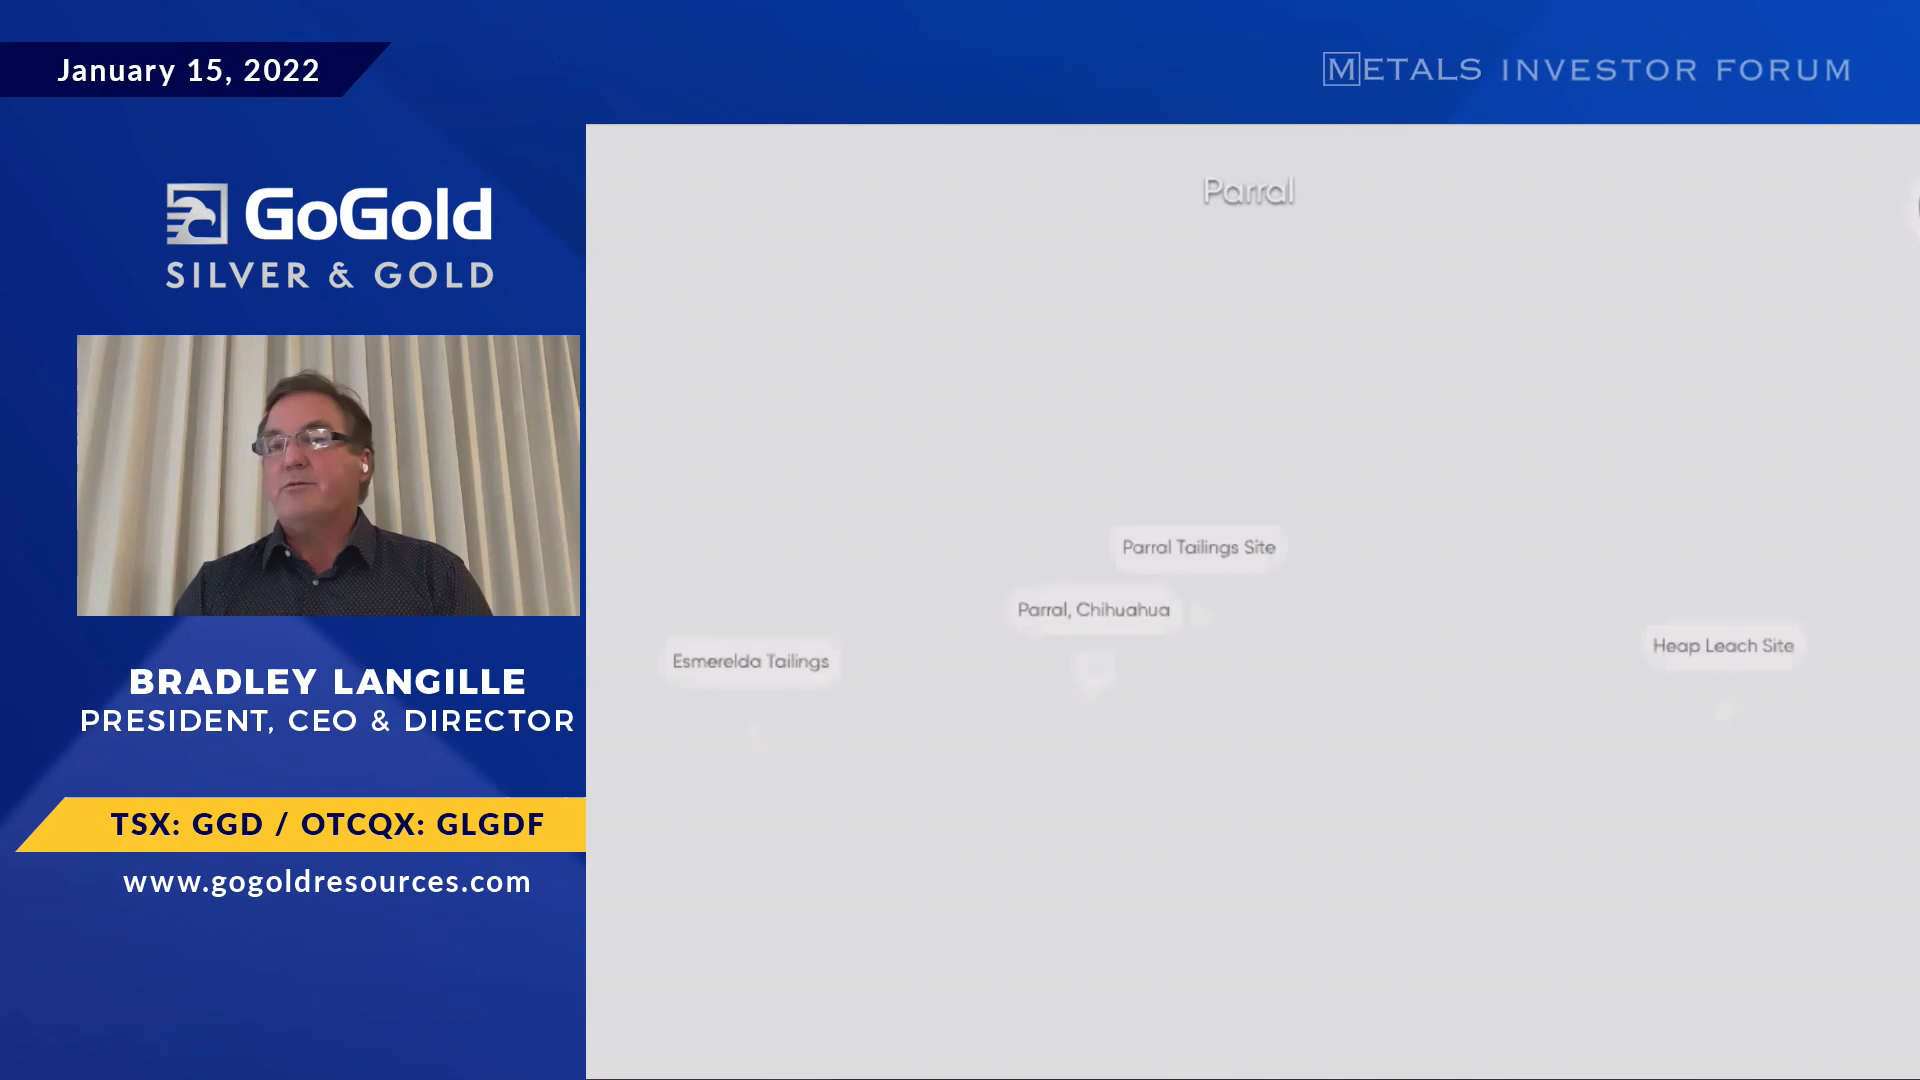 January 15, 2022
METALS INVESTOR FORUM
GoGold
SILVER & GOLD
BRADLEY LANGILLE
PRESIDENT, CEO & DIRECTOR
TSX: GGD / OTCQX: GLGDF
www.gogoldresources.com
Parral
Parral Tailings Site
Parral, Chihuahua
Esmerelda Tailings
Heap Leach Site